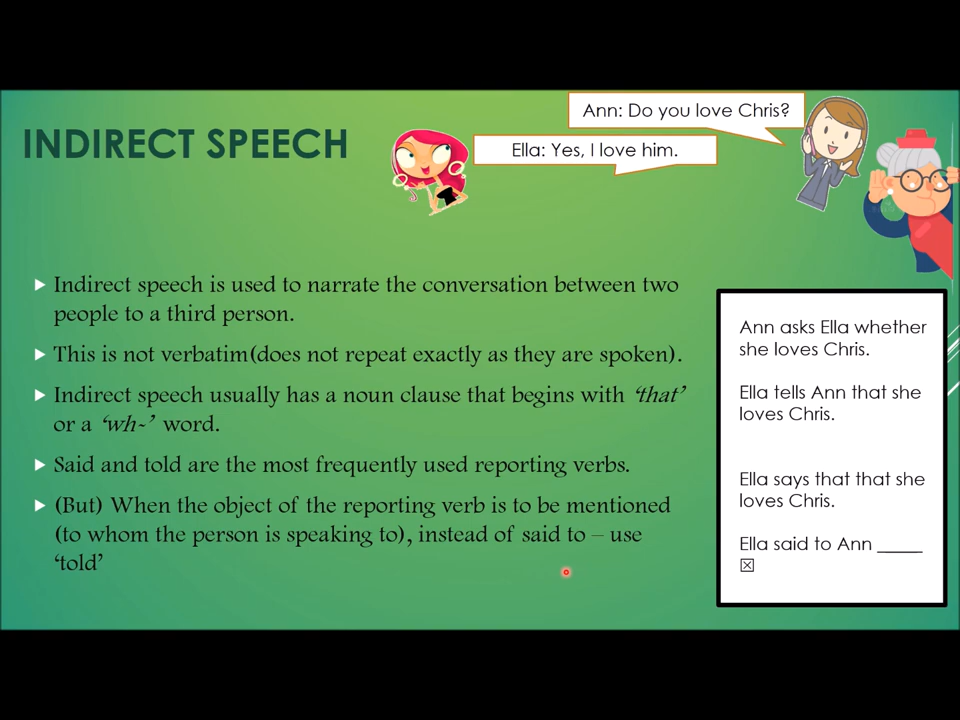 INDIRECT SPEECH
Ann: Do you love Chris?
Ella: Yes, I love him.
Indirect speech is used to narrate the conversation between two
people to a third person.
This is not verbatim(does not repeat exactly as they are spoken).
Indirect speech usually has a noun clause that begins with ‘that’
or a ‘wh-’ word.
Said and told are the most frequently used reporting verbs.
(But) When the object of the reporting verb is to be mentioned
(to whom the person is speaking to), instead of said to – use
‘told’
Ann asks Ella whether
she loves Chris.
Ella tells Ann that she
loves Chris.
Ella says that that she
loves Chris.
Ella said to Ann _____
☒